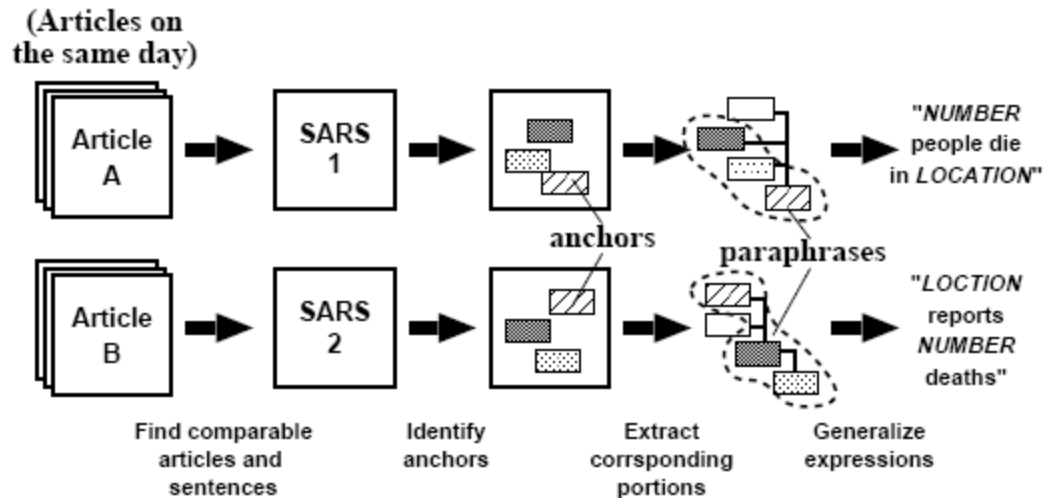 (Articles on
the same day)
Article
A
SARS
1
"NUMBER
people die
in LOCATION"
anchors
paraphrases
Article
B
SARS
2
"LOCTION
reports
NUMBER
deaths"
Find comparable
articles and
sentences
Identify
anchors
Extract
corrsponding
portions
Generalize
expressions